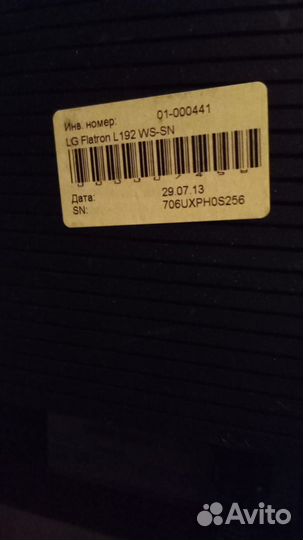 Инв. номер: 01-000441
LG Flatron L192 WS-SN
Дата: 29.07.13
SN: 706UXPH0S256
Avito